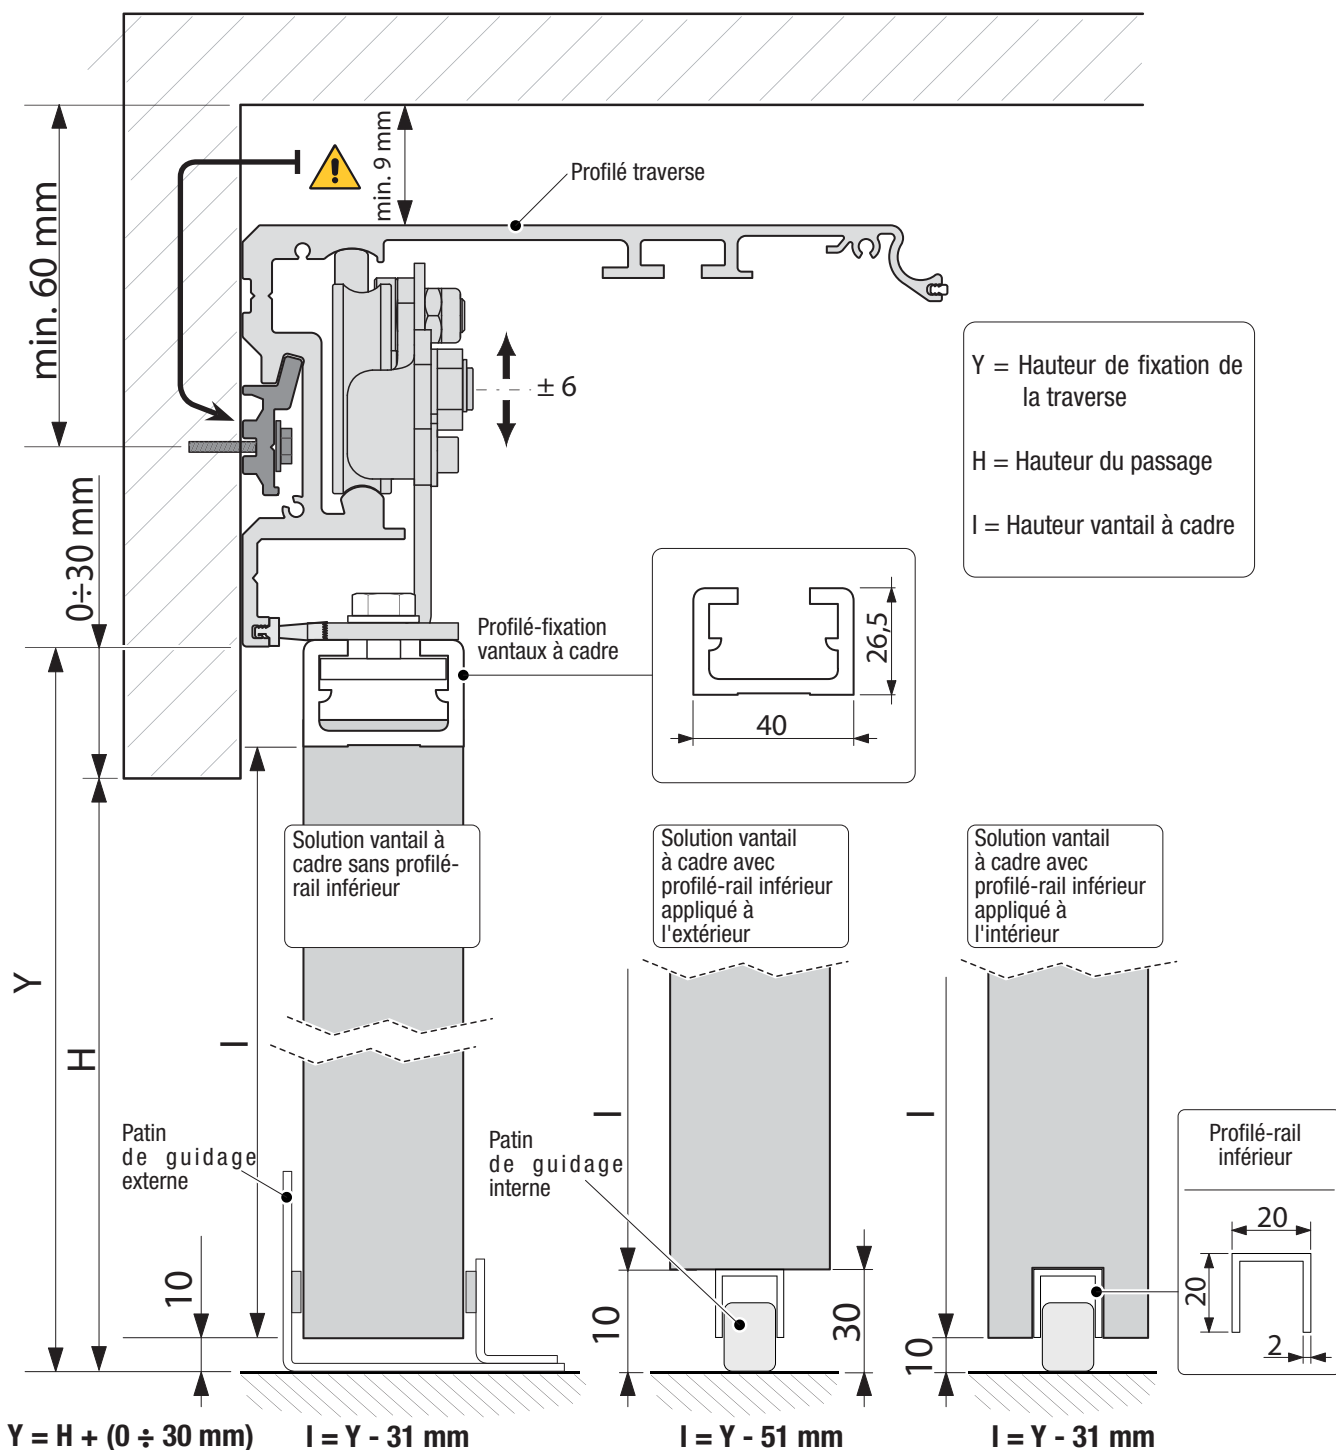 min. 9 mm
Profilé traverse
min. 60 mm
± 6
Y = Hauteur de fixation de
la traverse
H = Hauteur du passage
I = Hauteur vantail à cadre
0÷30 mm
Profilé-fixation
vantaux à cadre
26,5
40
Solution vantail à
cadre sans profilé-
rail inférieur
Solution vantail
à cadre avec
profilé-rail inférieur
appliqué à
l'extérieur
Solution vantail
à cadre avec
profilé-rail inférieur
appliqué à
l'intérieur
Y
H
I
I
I
Patin
de guidage
externe
Patin
de guidage
interne
Profilé-rail
inférieur
20
20
2
10
10
30
10
Y = H + (0 ÷ 30 mm)
I = Y - 31 mm
I = Y - 51 mm
I = Y - 31 mm